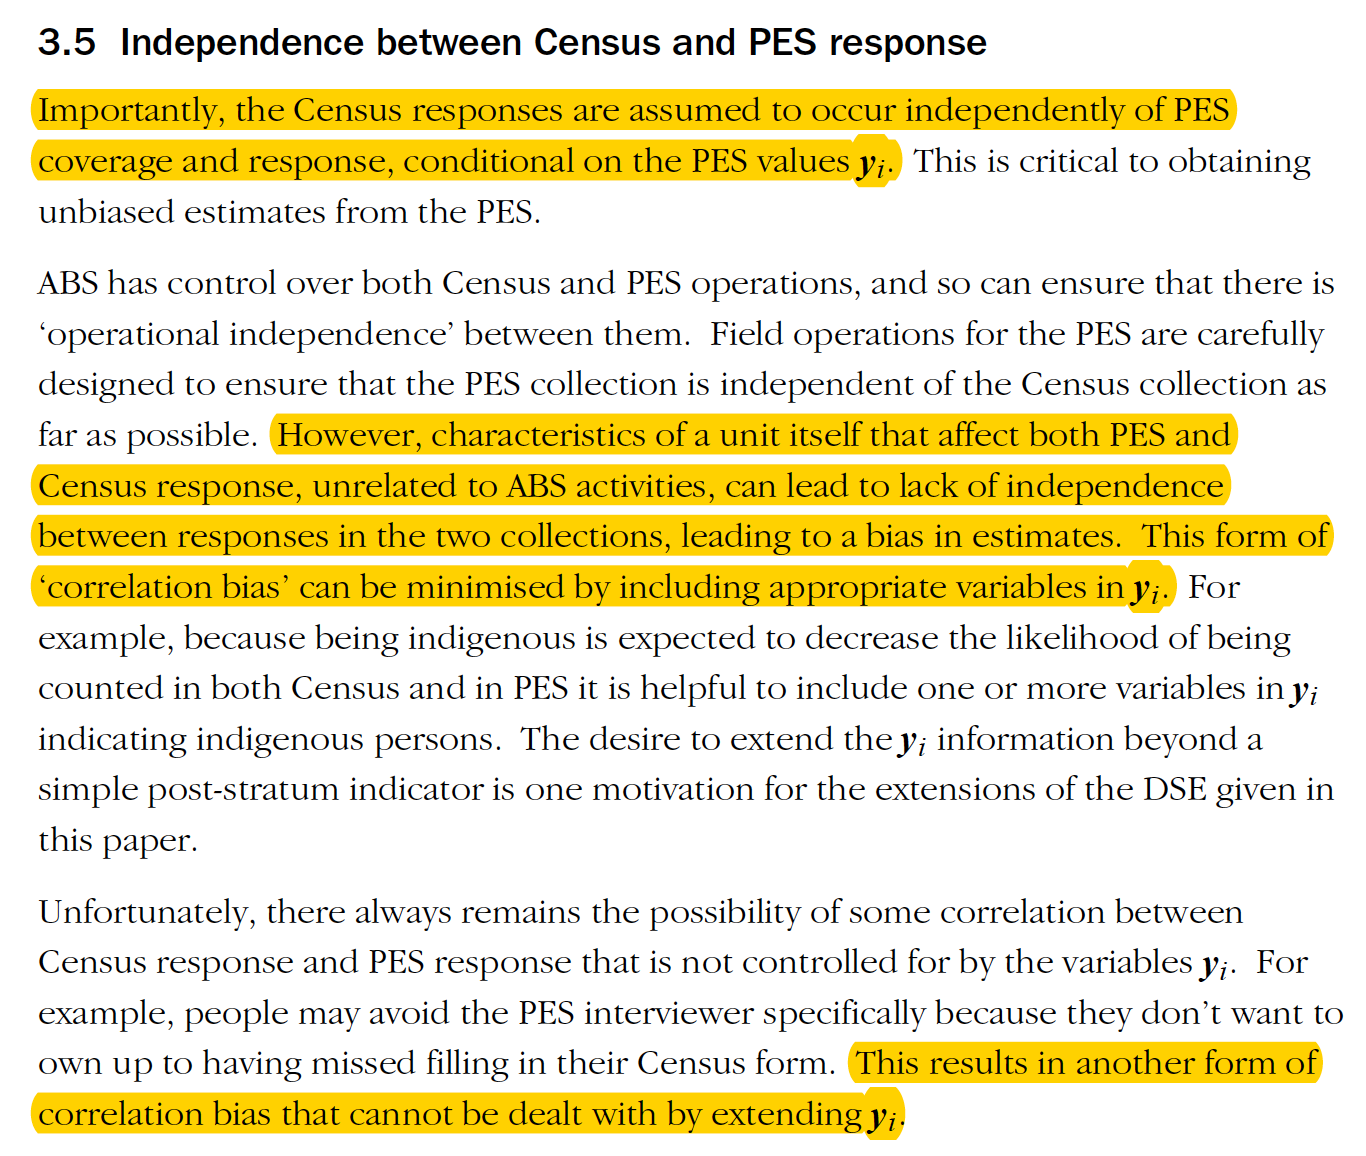 3.5 Independence between Census and PES response
Importantly, the Census responses are assumed to occur independently of PES
coverage and response, conditional on the PES values yᵢ. This is critical to obtaining
unbiased estimates from the PES.
ABS has control over both Census and PES operations, and so can ensure that there is
‘operational independence’ between them. Field operations for the PES are carefully
designed to ensure that the PES collection is independent of the Census collection as
far as possible. However, characteristics of a unit itself that affect both PES and
Census response, unrelated to ABS activities, can lead to lack of independence
between responses in the two collections, leading to a bias in estimates. This form of
‘correlation bias’ can be minimised by including appropriate variables in yᵢ. For
example, because being indigenous is expected to decrease the likelihood of being
counted in both Census and in PES it is helpful to include one or more variables in yᵢ
indicating indigenous persons. The desire to extend the yᵢ information beyond a
simple post-stratum indicator is one motivation for the extensions of the DSE given in
this paper.
Unfortunately, there always remains the possibility of some correlation between
Census response and PES response that is not controlled for by the variables yᵢ. For
example, people may avoid the PES interviewer specifically because they don’t want to
own up to having missed filling in their Census form. This results in another form of
correlation bias that cannot be dealt with by extending yᵢ.